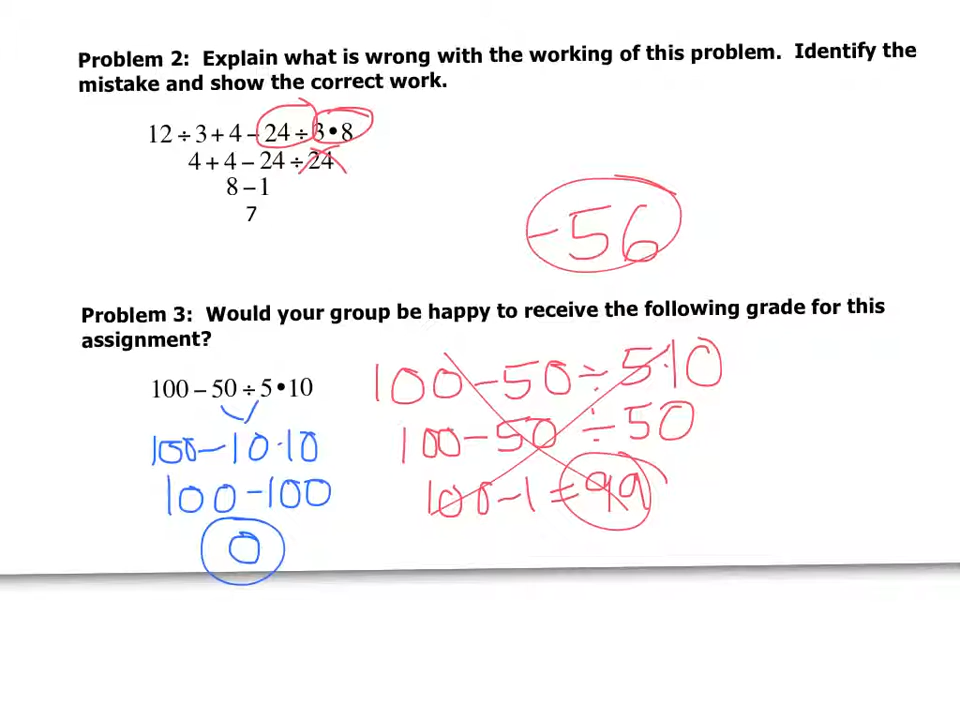 Problem 2: Explain what is wrong with the working of this problem. Identify the
mistake and show the correct work.
12 ÷ 3 + 4 – 24 ÷ 3 • 8
4 + 4 – 24 ÷ 24
8 – 1
7
-56
Problem 3: Would your group be happy to receive the following grade for this
assignment?
100 – 50 ÷ 5 • 10
100-50÷5·10
100-10·10
100-50÷50
100-100
100-1=99
0